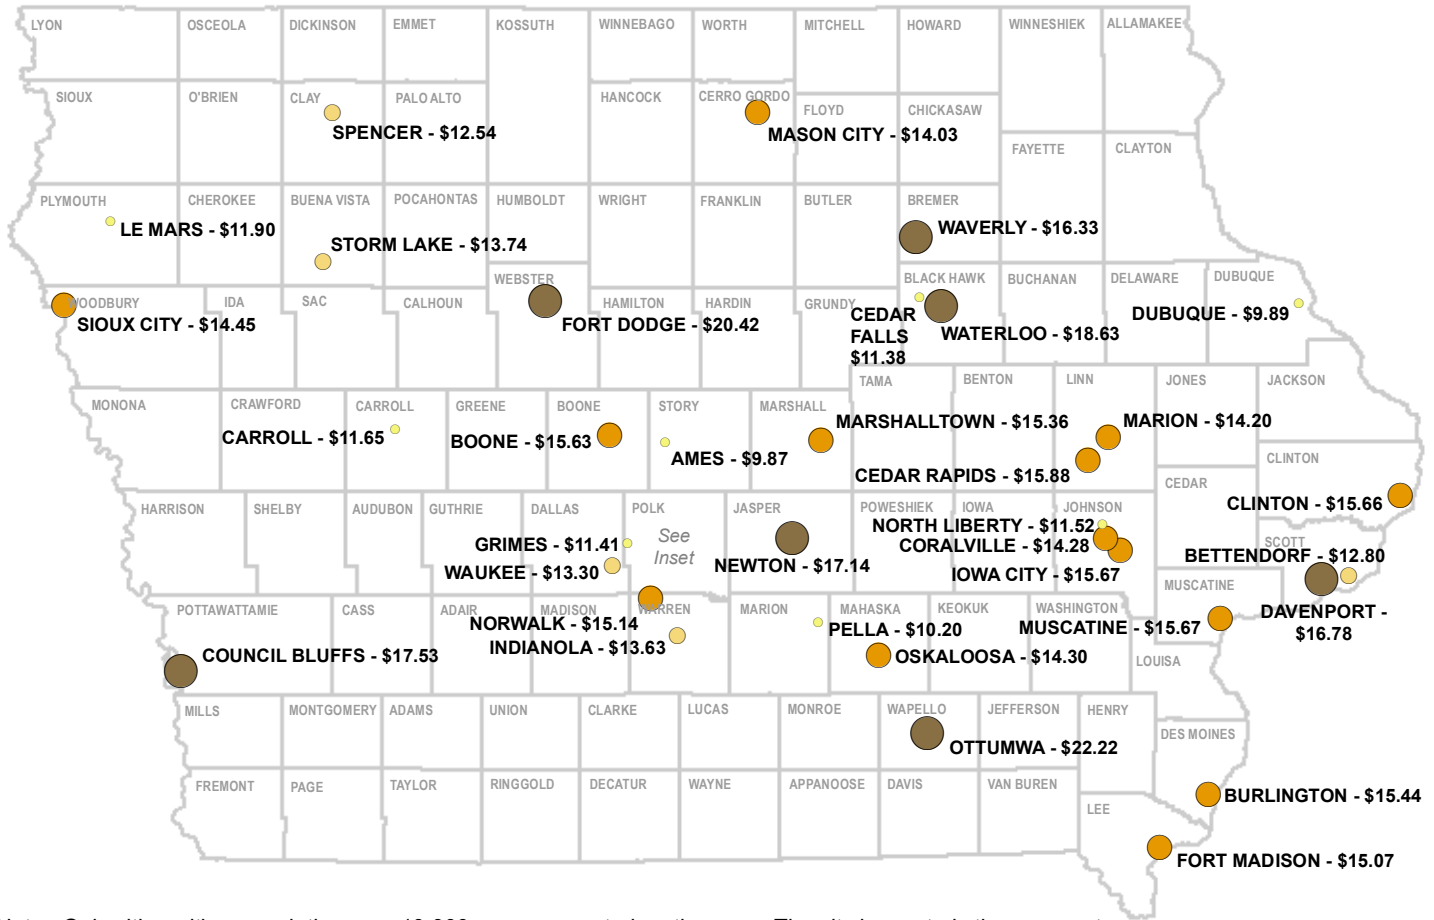 LYON
OSCEOLA
DICKINSON
EMMET
KOSSUTH
WINNEBAGO
WORTH
MITCHELL
HOWARD
WINNESHIEK
ALLAMAKEE
SIOUX
O'BRIEN
CLAY
PALO ALTO
HANCOCK
CERRO GORDO
FLOYD
CHICKASAW
SPENCER - $12.54
MASON CITY - $14.03
FAYETTE
CLAYTON
PLYMOUTH
CHEROKEE
BUENA VISTA
POCAHONTAS
HUMBOLDT
WRIGHT
FRANKLIN
BUTLER
BREMER
LE MARS - $11.90
STORM LAKE - $13.74
WAVERLY - $16.33
WEBSTER
BLACK HAWK
BUCHANAN
DELAWARE
DUBUQUE
WOODBURY
IDA
SAC
CALHOUN
HAMILTON
HARDIN
GRUNDY
SIOUX CITY - $14.45
FORT DODGE - $20.42
CEDAR
FALLS
$11.38
WATERLOO - $18.63
DUBUQUE - $9.89
TAMA
BENTON
LINN
JONES
JACKSON
MONONA
CRAWFORD
CARROLL
GREENE
BOONE
STORY
MARSHALL
CARROLL - $11.65
BOONE - $15.63
AMES - $9.87
MARSHALLTOWN - $15.36
MARION - $14.20
CEDAR RAPIDS - $15.88
CLINTON
CEDAR
CLINTON - $15.66
HARRISON
SHELBY
AUDUBON
GUTHRIE
DALLAS
POLK
JASPER
POWESHIEK
IOWA
JOHNSON
See
Inset
NORTH LIBERTY - $11.52
CORALVILLE - $14.28
IOWA CITY - $15.67
GRIMES - $11.41
WAUKEE - $13.30
NEWTON - $17.14
SCOTT
BETTENDORF - $12.80
DAVENPORT -
$16.78
MUSCATINE
POTTAWATTAMIE
CASS
ADAIR
MADISON
WARREN
MARION
MAHASKA
KEOKUK
WASHINGTON
NORWALK - $15.14
INDIANOLA - $13.63
PELLA - $10.20
MUSCATINE - $15.67
COUNCIL BLUFFS - $17.53
OSKALOOSA - $14.30
LOUISA
MILLS
MONTGOMERY
ADAMS
UNION
CLARKE
LUCAS
MONROE
WAPELLO
JEFFERSON
HENRY
DES MOINES
OTTUMWA - $22.22
FREMONT
PAGE
TAYLOR
RINGGOLD
DECATUR
WAYNE
APPANOOSE
DAVIS
VAN BUREN
LEE
BURLINGTON - $15.44
FORT MADISON - $15.07